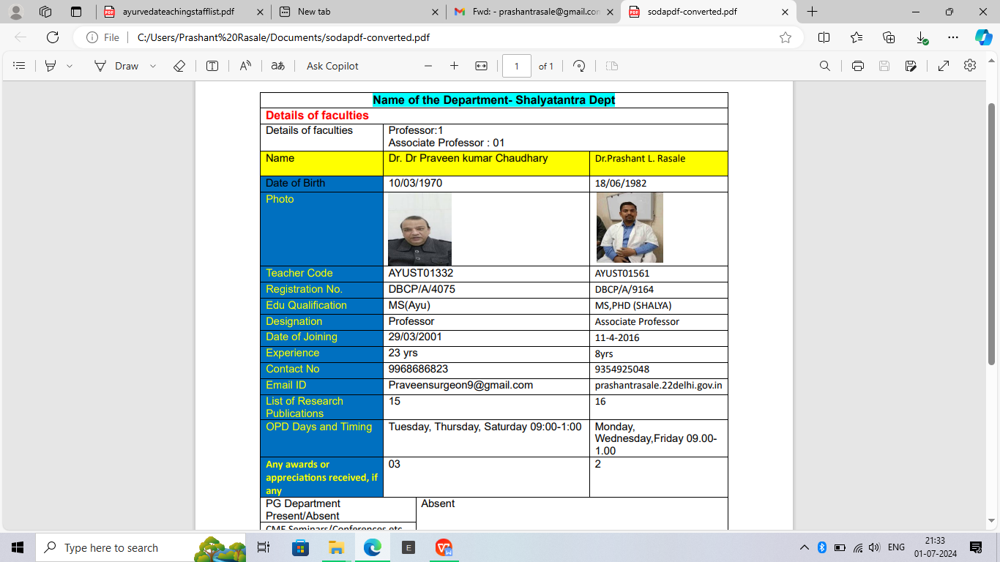 ayurvedateachingstafflist.pdf
New tab
Fwd: - prashantrasale@gmail.com
sodapdf-converted.pdf
File
C:/Users/Prashant%20Rasale/Documents/sodapdf-converted.pdf
Draw
Ask Copilot
1 of 1
Name of the Department- Shalyatantra Dept
Details of faculties
Details of faculties Professor:1
Associate Professor : 01
Name Dr. Dr Praveen kumar Chaudhary Dr.Prashant L. Rasale
Date of Birth 10/03/1970 18/06/1982
Photo
Teacher Code AYUST01332 AYUST01561
Registration No. DBCP/A/4075 DBCP/A/9164
Edu Qualification MS(Ayu) MS,PHD (SHALYA)
Designation Professor Associate Professor
Date of Joining 29/03/2001 11-4-2016
Experience 23 yrs 8yrs
Contact No 9968686823 9354925048
Email ID Praveensurgeon9@gmail.com prashantrasale.22delhi.gov.in
List of Research
Publications
15 16
OPD Days and Timing Tuesday, Thursday, Saturday 09:00-1:00 Monday,
Wednesday,Friday 09.00-
1.00
Any awards or
appreciations received, if
any
03 2
PG Department
Present/Absent
Absent
CME Seminars/Conferences etc
Type here to search
E
ENG
21:33
01-07-2024